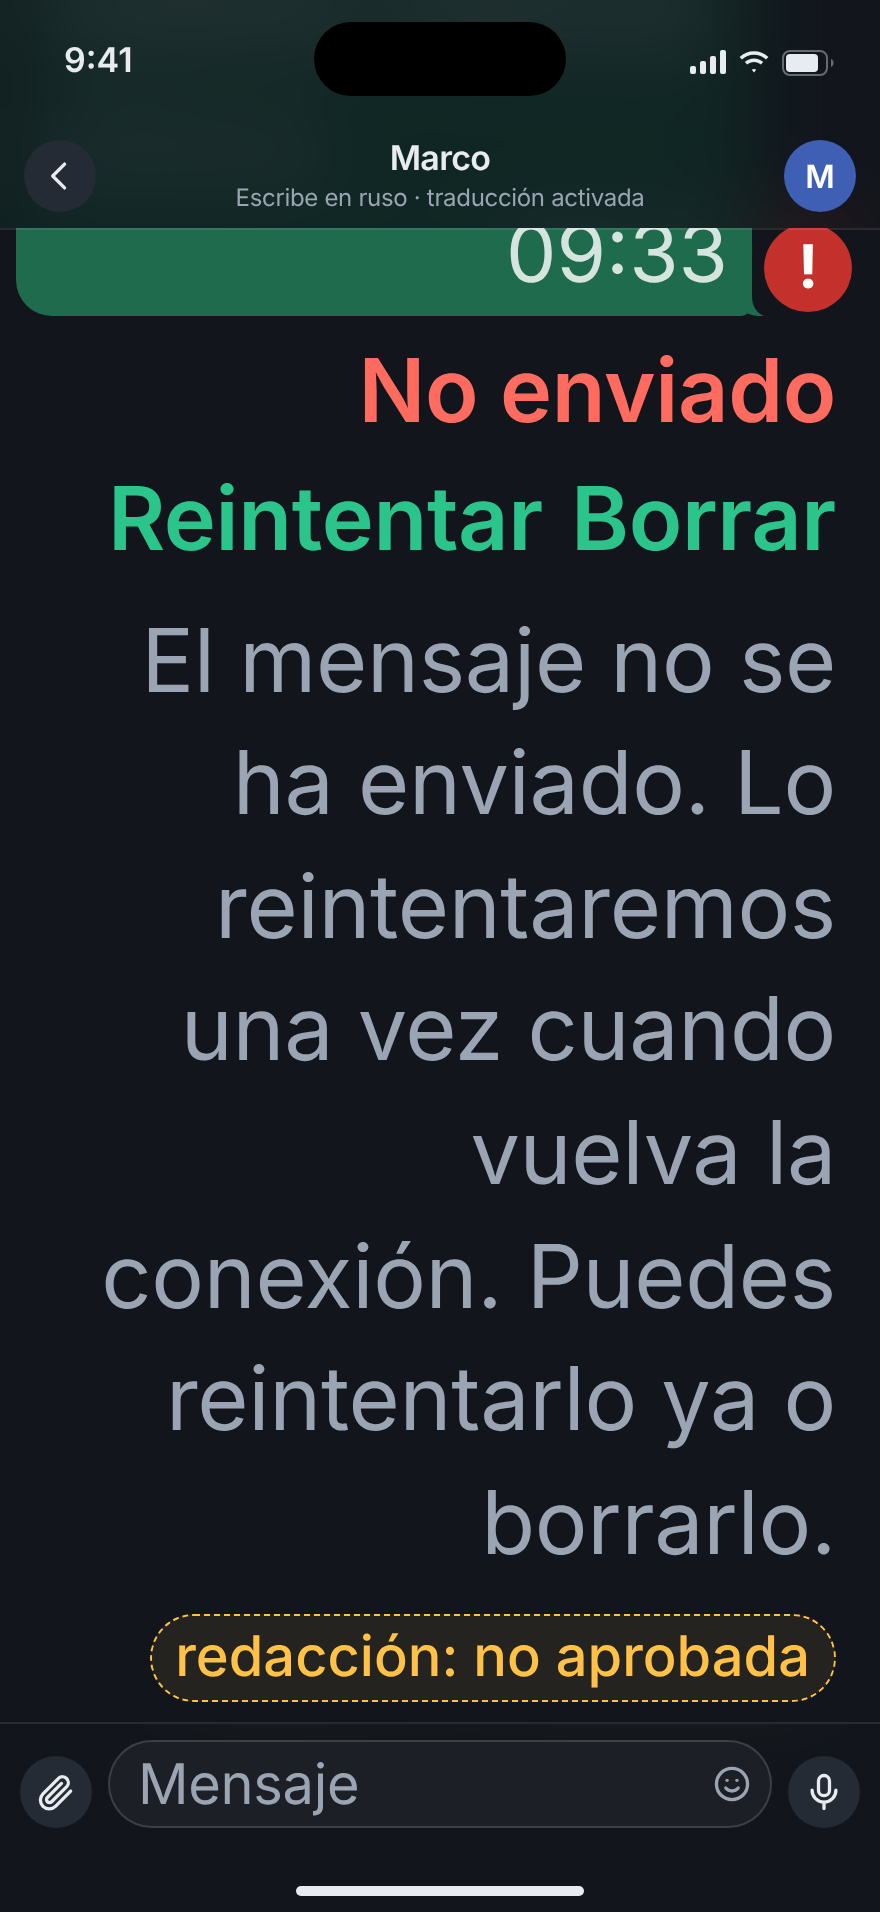 9:41
Marco
Escribe en ruso · traducción activada
M
09:33
!
No enviado
Reintentar Borrar
El mensaje no se
ha enviado. Lo
reintentaremos
una vez cuando
vuelva la
conexión. Puedes
reintentarlo ya o
borrarlo.
redacción: no aprobada
Mensaje